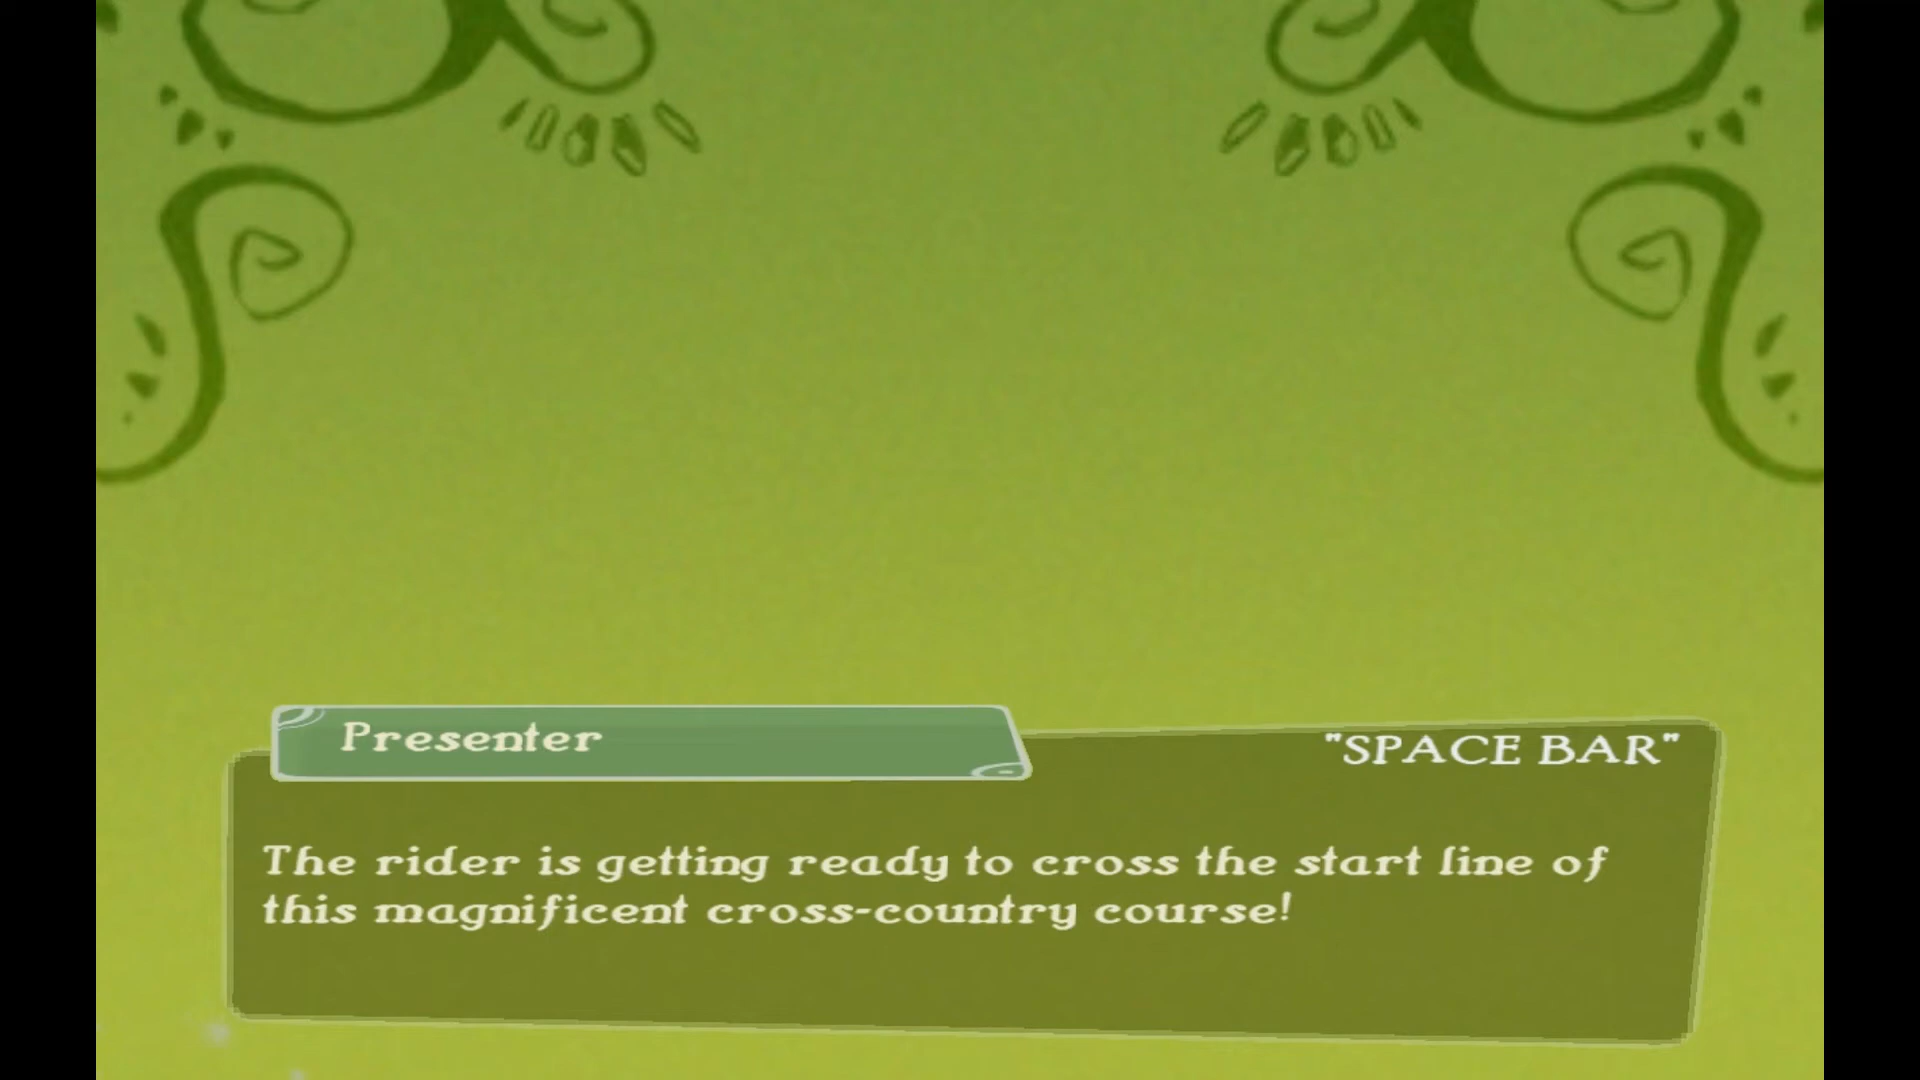 Presenter
"SPACE BAR"
The rider is getting ready to cross the start line of
this magnificent cross-country course!